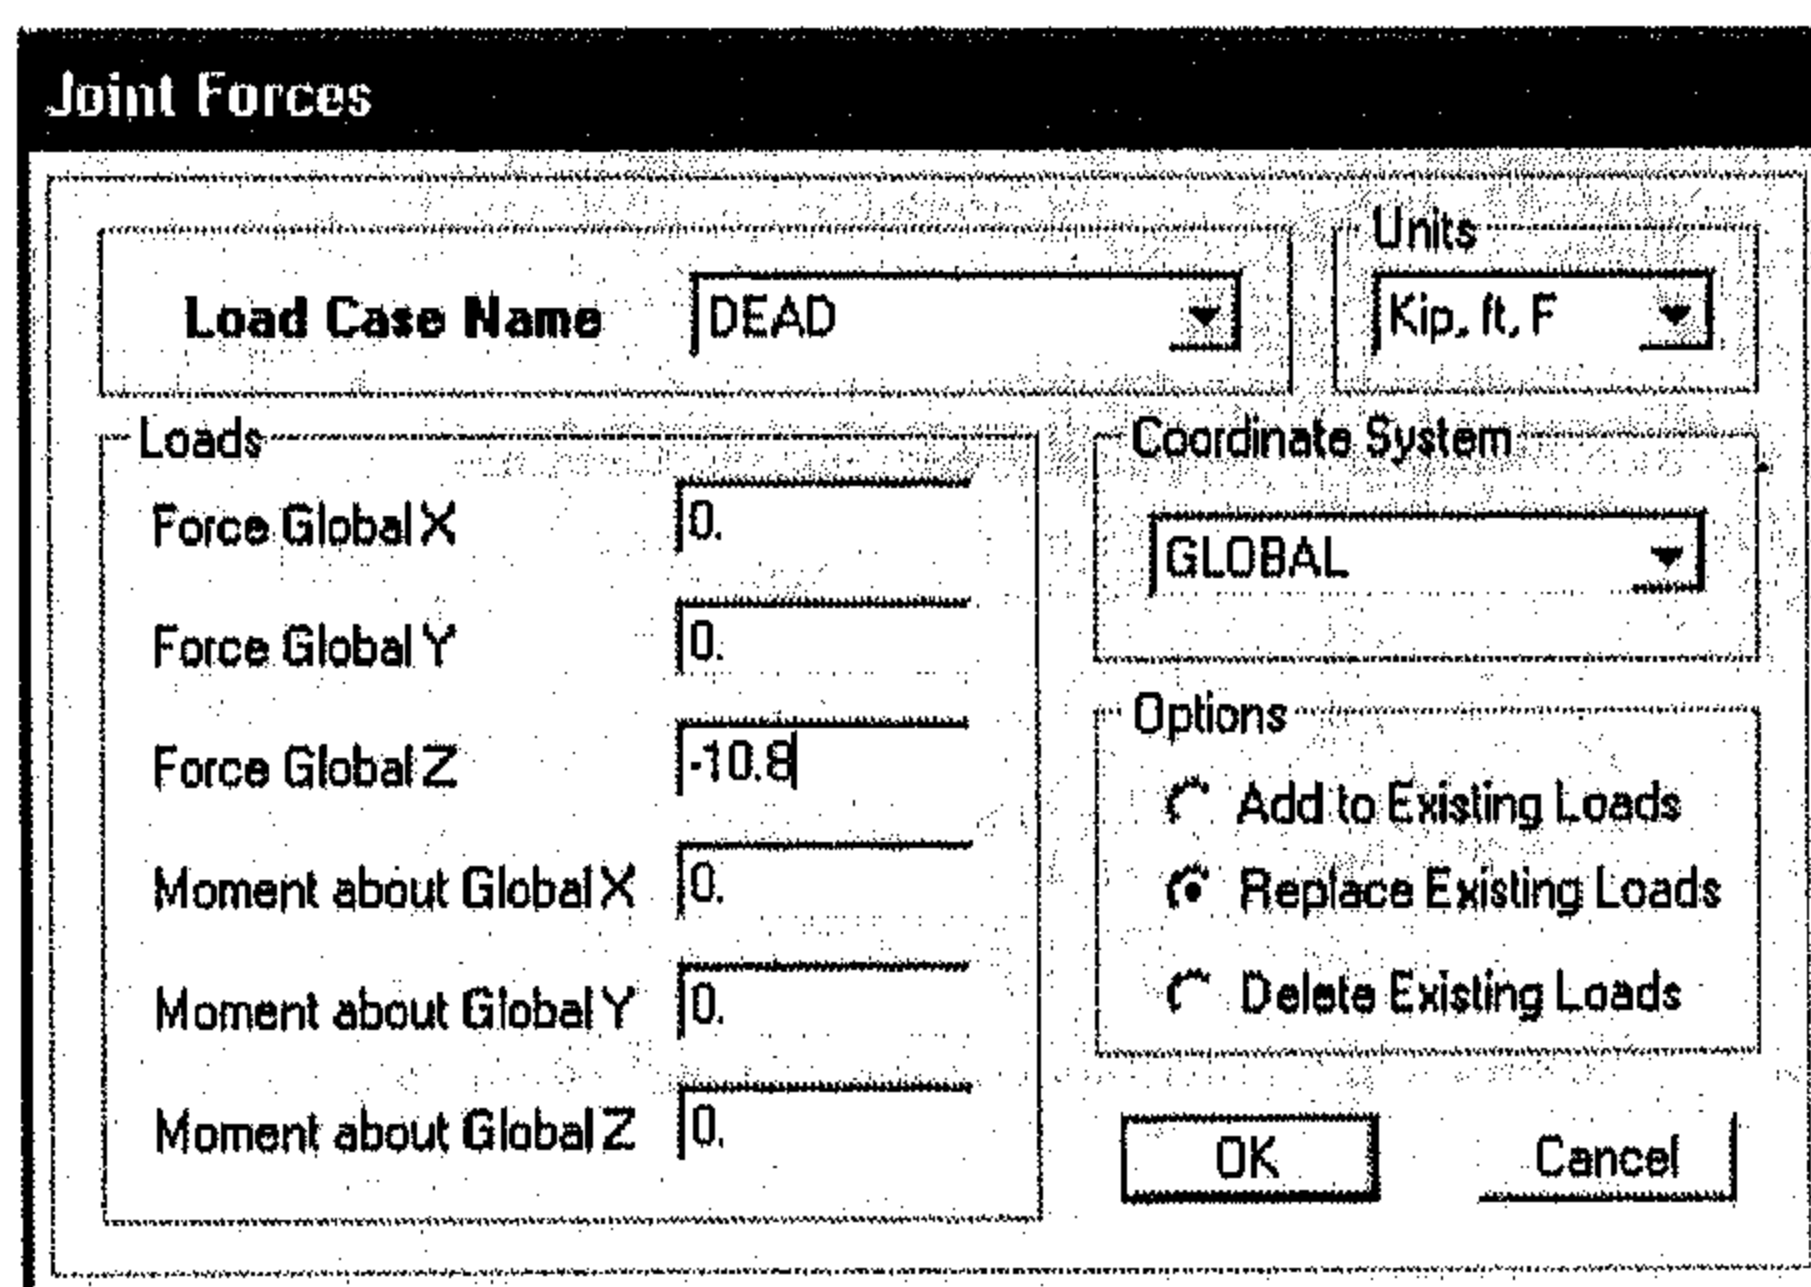 Joint Forces
Units
Load Case Name DEAD Kip, ft, F
Loads
Force Global X 0.
Force Global Y 0.
Force Global Z -10.8
Moment about Global X 0.
Moment about Global Y 0.
Moment about Global Z 0.
Coordinate System
GLOBAL
Options
Add to Existing Loads
Replace Existing Loads
Delete Existing Loads
OK Cancel